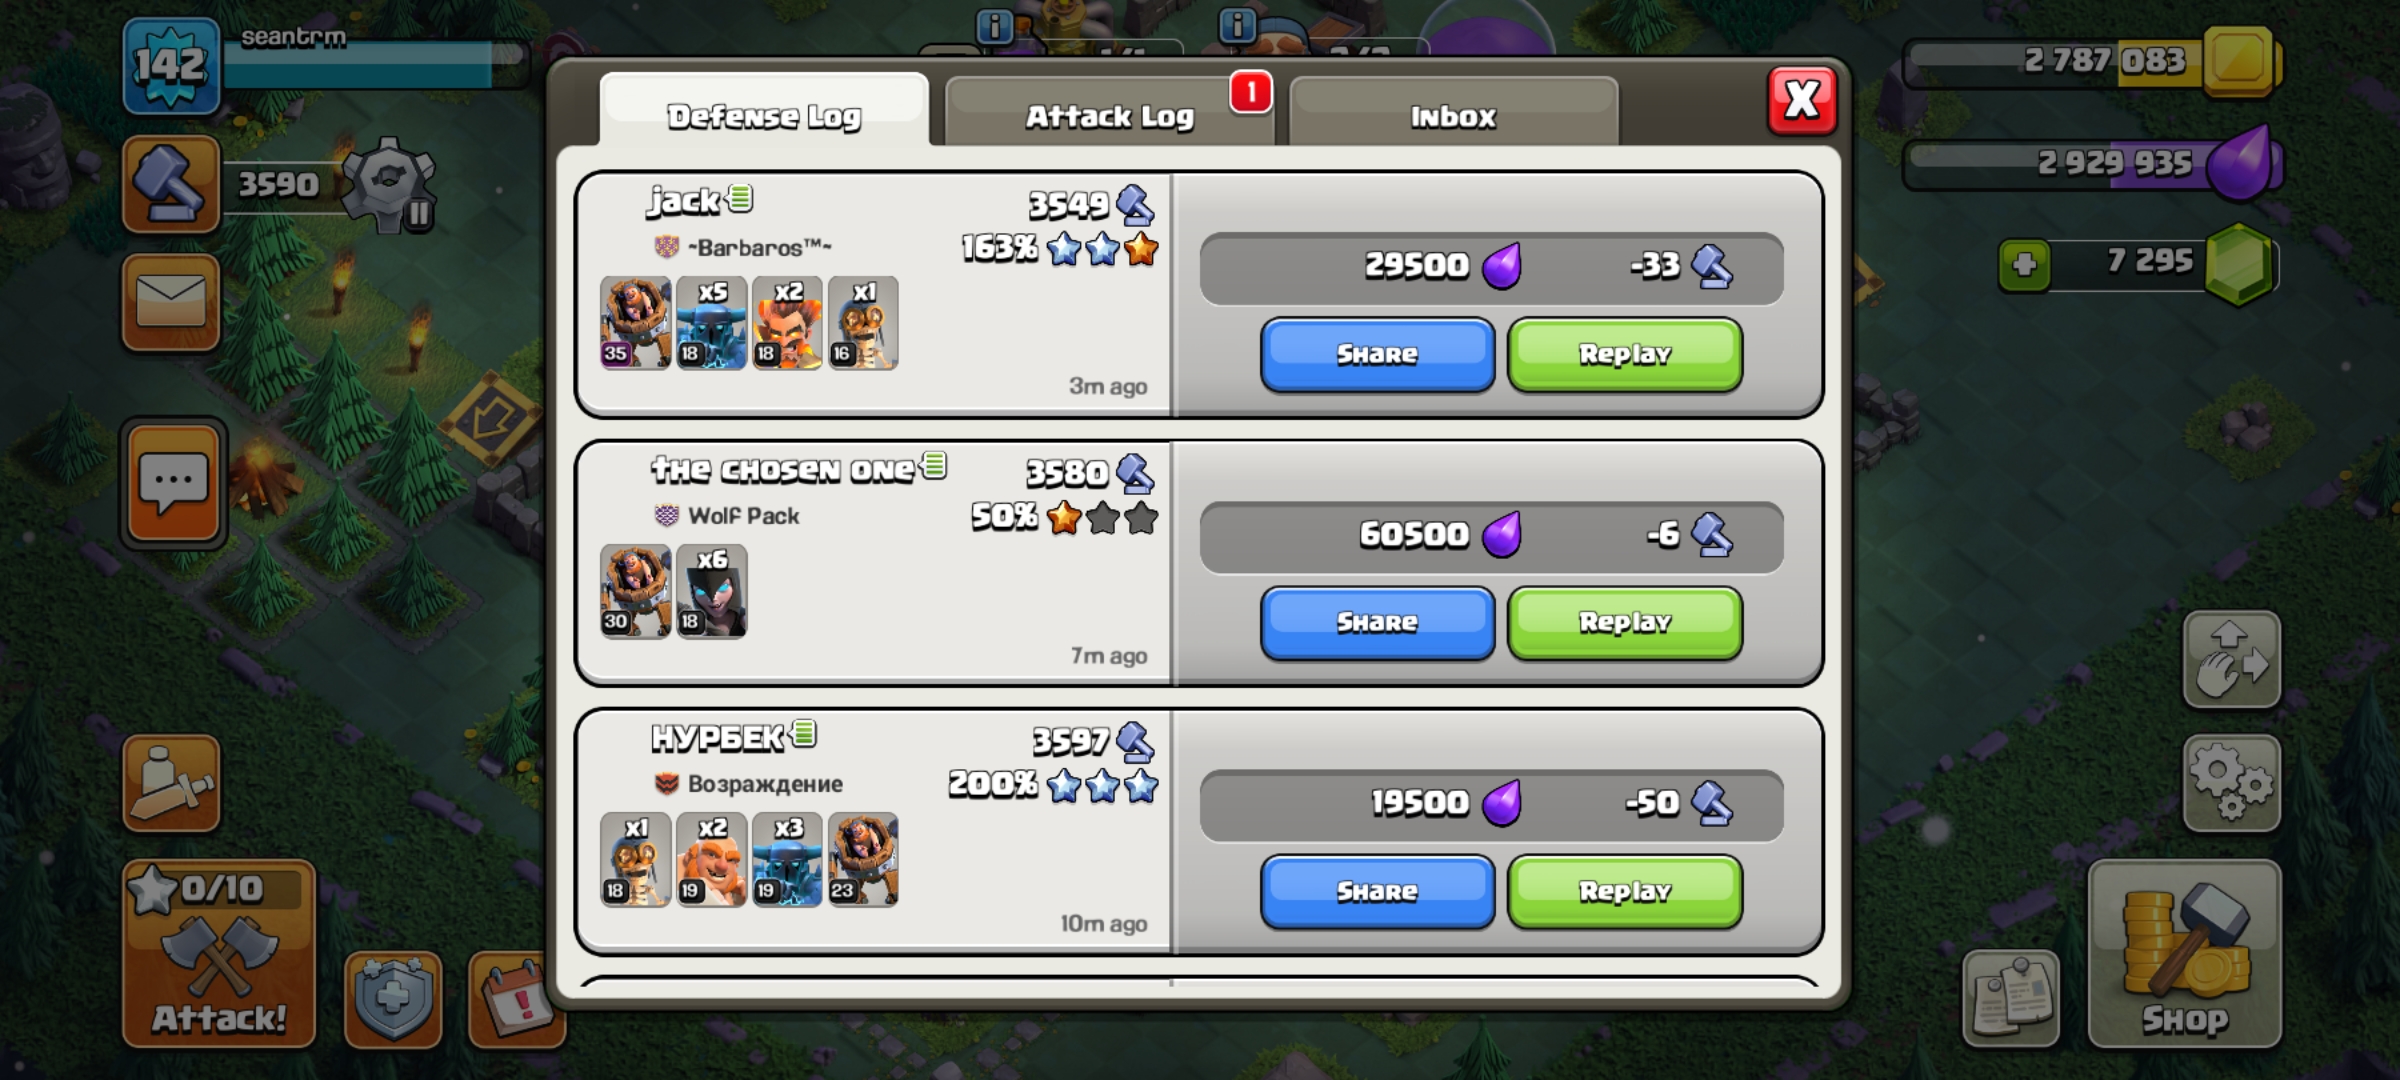 142
seantrm
3590
2 787 083
2 929 935
7 295
Defense Log
Attack Log
1
Inbox
X
jack
3549
~Barbaros™~
163%
x5
x2
x1
35
18
18
16
3m ago
29500
-33
Share
Replay
the chosen one
3580
Wolf Pack
50%
x6
30
18
7m ago
60500
-6
Share
Replay
НУРБЕК
3597
Возраждение
200%
x1
x2
x3
18
19
19
23
10m ago
19500
-50
Share
Replay
0/10
Attack!
Shop